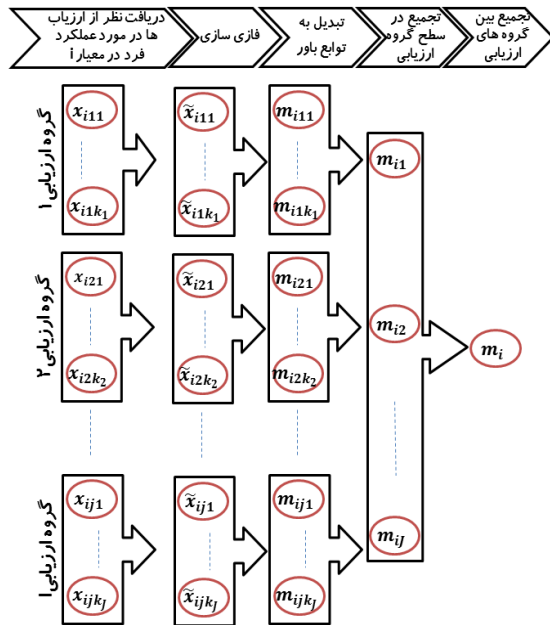 دریافت نظر از ارزیاب
ها در مورد عملکرد
فرد در معیار i
فازی سازی
تبدیل به
توابع باور
تجمیع در
سطح گروه
ارزیابی
تجمیع بین
گروه های
ارزیابی
گروه ارزیابی ۱
x_{i11}
x̃_{i11}
m_{i11}
m_{i1}
x_{i1k_1}
x̃_{i1k_1}
m_{i1k_1}
گروه ارزیابی ۲
x_{i21}
x̃_{i21}
m_{i21}
m_{i2}
m_i
x_{i2k_2}
x̃_{i2k_2}
m_{i2k_2}
گروه ارزیابی ا
x_{ij1}
x̃_{ij1}
m_{ij1}
m_{iJ}
x_{ijk_J}
x̃_{ijk_J}
m_{ijk_J}